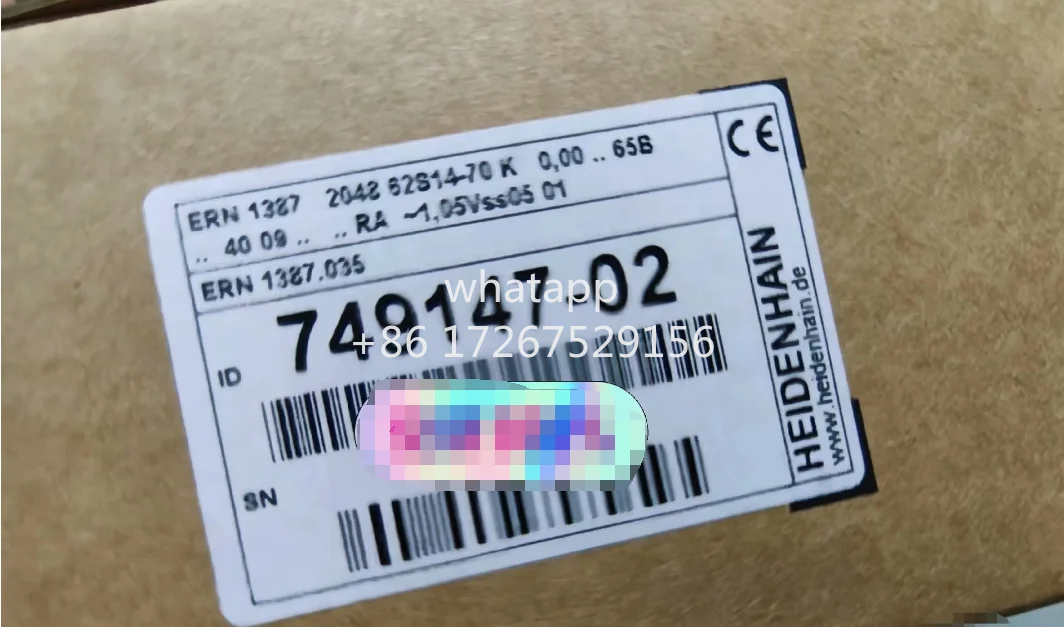 ERN 1387 2048 62S14-70 K 0,00 .. 65B
.. 40 09 .. .. RA ~1,05Vss05 01
ERN 1387.035
ID 749147-02
SN
CE
HEIDENHAIN
www.heidenhain.de
whatapp
+86 17267529156